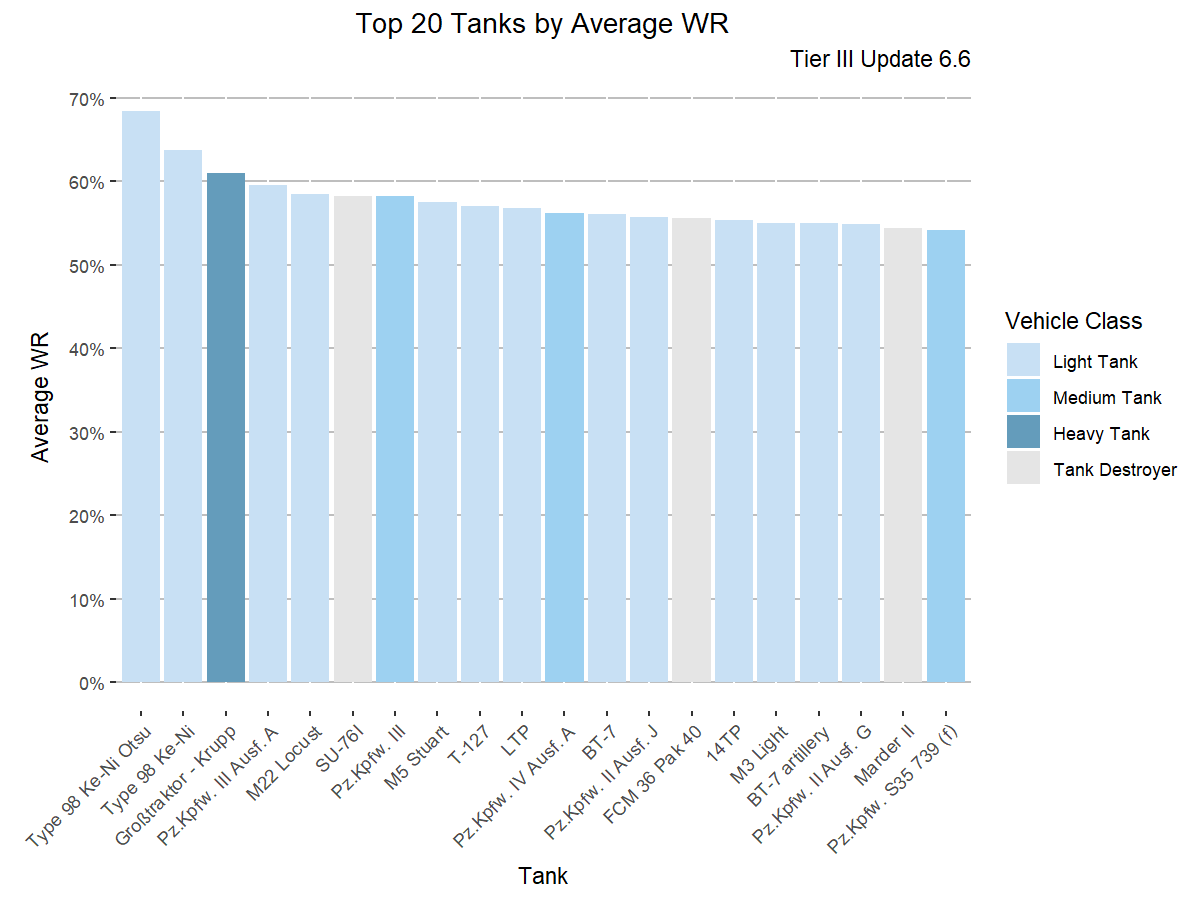 Top 20 Tanks by Average WR
Tier III Update 6.6
70%
60%
50%
40%
30%
20%
10%
0%
Average WR
Type 98 Ke-Ni Otsu
Type 98 Ke-Ni
Großtraktor - Krupp
Pz.Kpfw. III Ausf. A
M22 Locust
SU-76I
Pz.Kpfw. III
M5 Stuart
T-127
LTP
Pz.Kpfw. IV Ausf. A
BT-7
Pz.Kpfw. II Ausf. J
FCM 36 Pak 40
14TP
M3 Light
BT-7 artillery
Pz.Kpfw. II Ausf. G
Marder II
Pz.Kpfw. S35 739 (f)
Tank
Vehicle Class
Light Tank
Medium Tank
Heavy Tank
Tank Destroyer